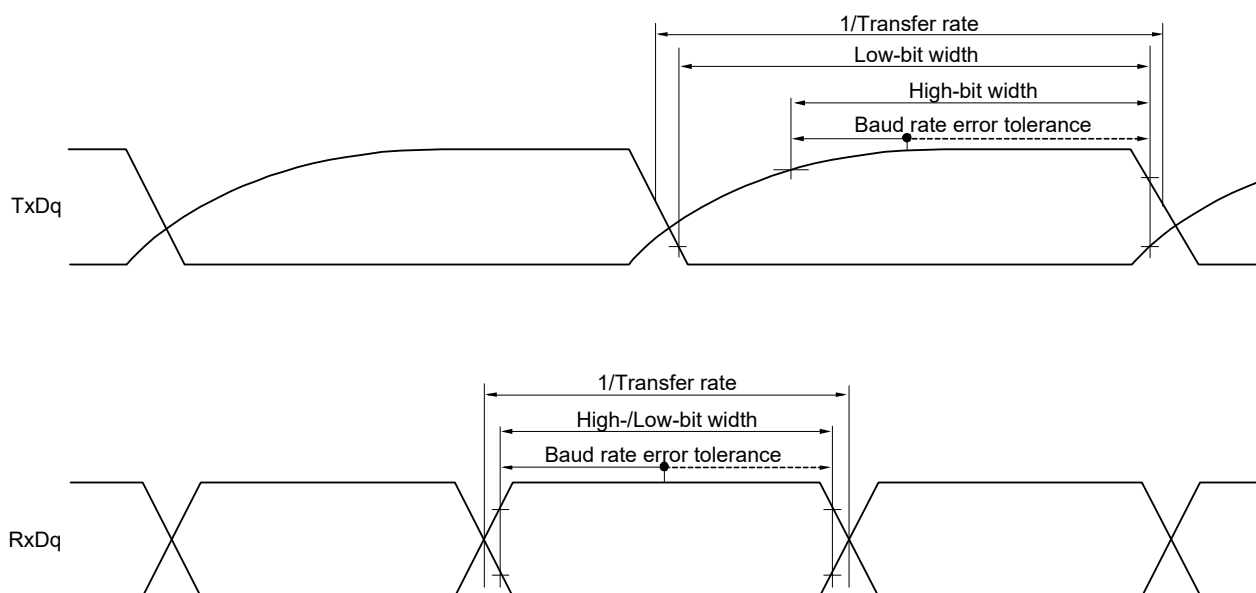 1/Transfer rate
Low-bit width
High-bit width
Baud rate error tolerance
TxDq
1/Transfer rate
High-/Low-bit width
Baud rate error tolerance
RxDq